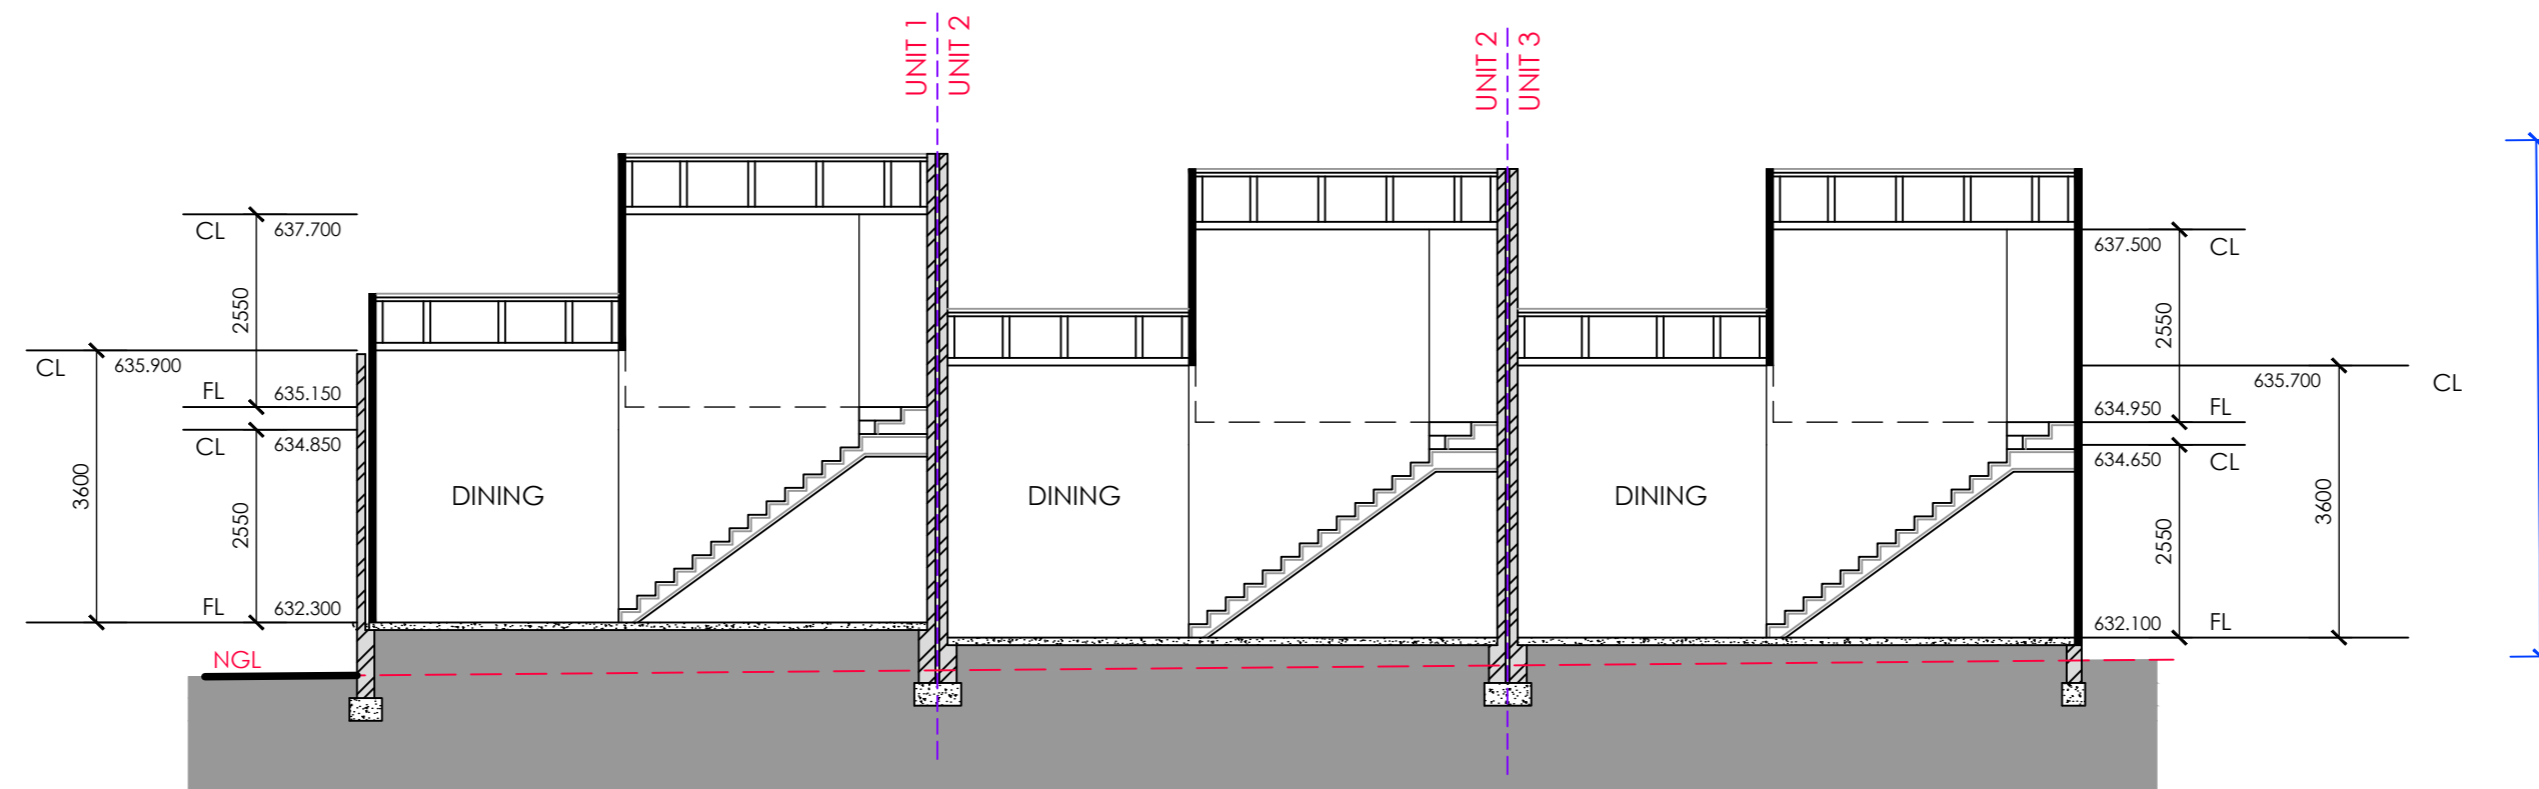 UNIT 1
UNIT 2
UNIT 2
UNIT 3
CL 637.700
2550
CL 635.900
FL 635.150
CL 634.850
3600
2550
FL 632.300
NGL
DINING
DINING
DINING
637.500 CL
2550
635.700 CL
634.950 FL
634.650 CL
2550
3600
632.100 FL